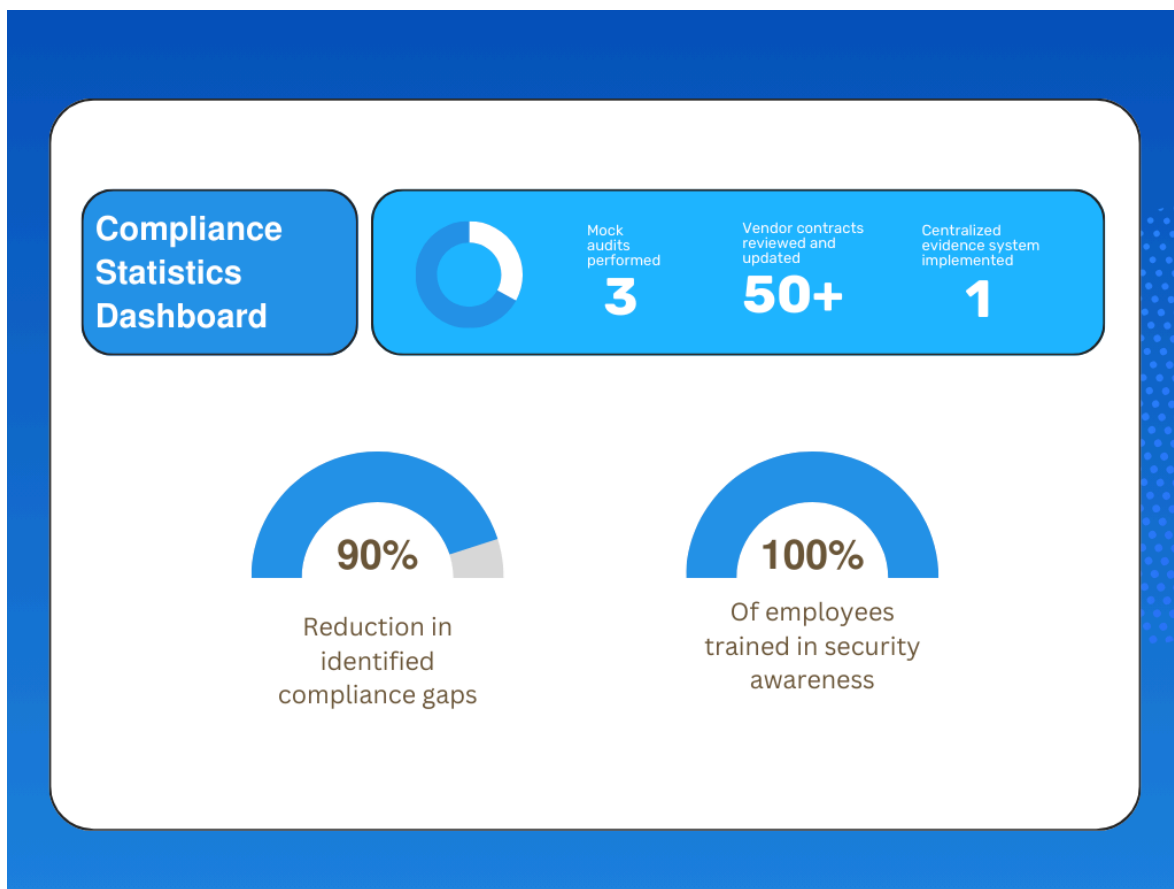 Compliance
Statistics
Dashboard
Mock
audits
performed
3
Vendor contracts
reviewed and
updated
50+
Centralized
evidence system
implemented
1
90%
Reduction in
identified
compliance gaps
100%
Of employees
trained in security
awareness